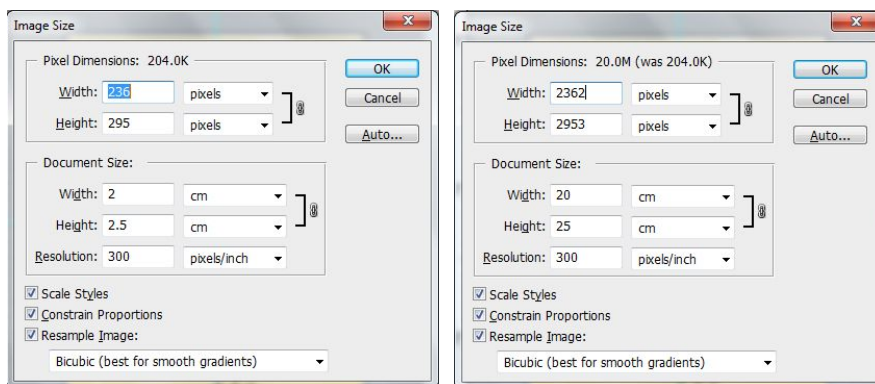 Image Size
Pixel Dimensions: 204.0K
Width: 236 pixels
Height: 295 pixels
Document Size:
Width: 2 cm
Height: 2.5 cm
Resolution: 300 pixels/inch
Scale Styles
Constrain Proportions
Resample Image:
Bicubic (best for smooth gradients)
OK
Cancel
Auto...
Image Size
Pixel Dimensions: 20.0M (was 204.0K)
Width: 2362 pixels
Height: 2953 pixels
Document Size:
Width: 20 cm
Height: 25 cm
Resolution: 300 pixels/inch
Scale Styles
Constrain Proportions
Resample Image:
Bicubic (best for smooth gradients)
OK
Cancel
Auto...